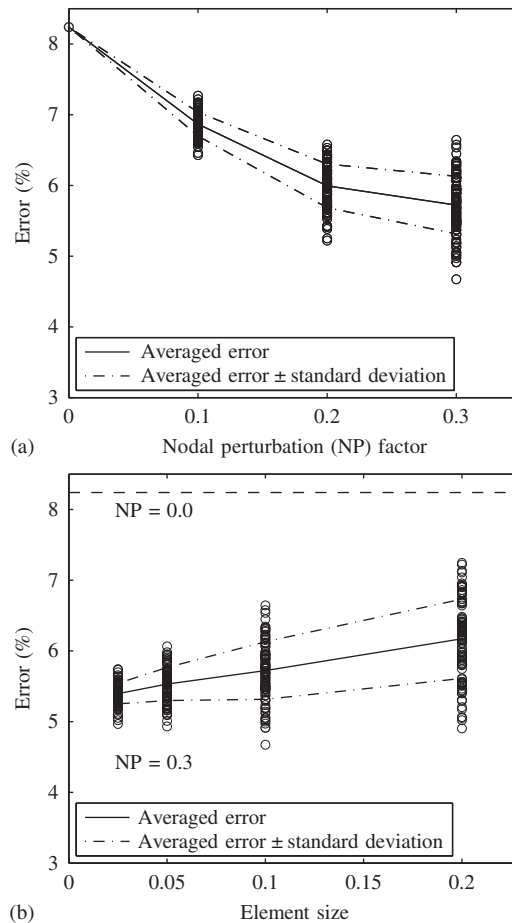 8
7
6
5
4
3
Error (%)
Averaged error
Averaged error ± standard deviation
0
0.1
0.2
0.3
(a)
Nodal perturbation (NP) factor
8
7
6
5
4
3
Error (%)
NP = 0.0
NP = 0.3
Averaged error
Averaged error ± standard deviation
0
0.05
0.1
0.15
0.2
(b)
Element size